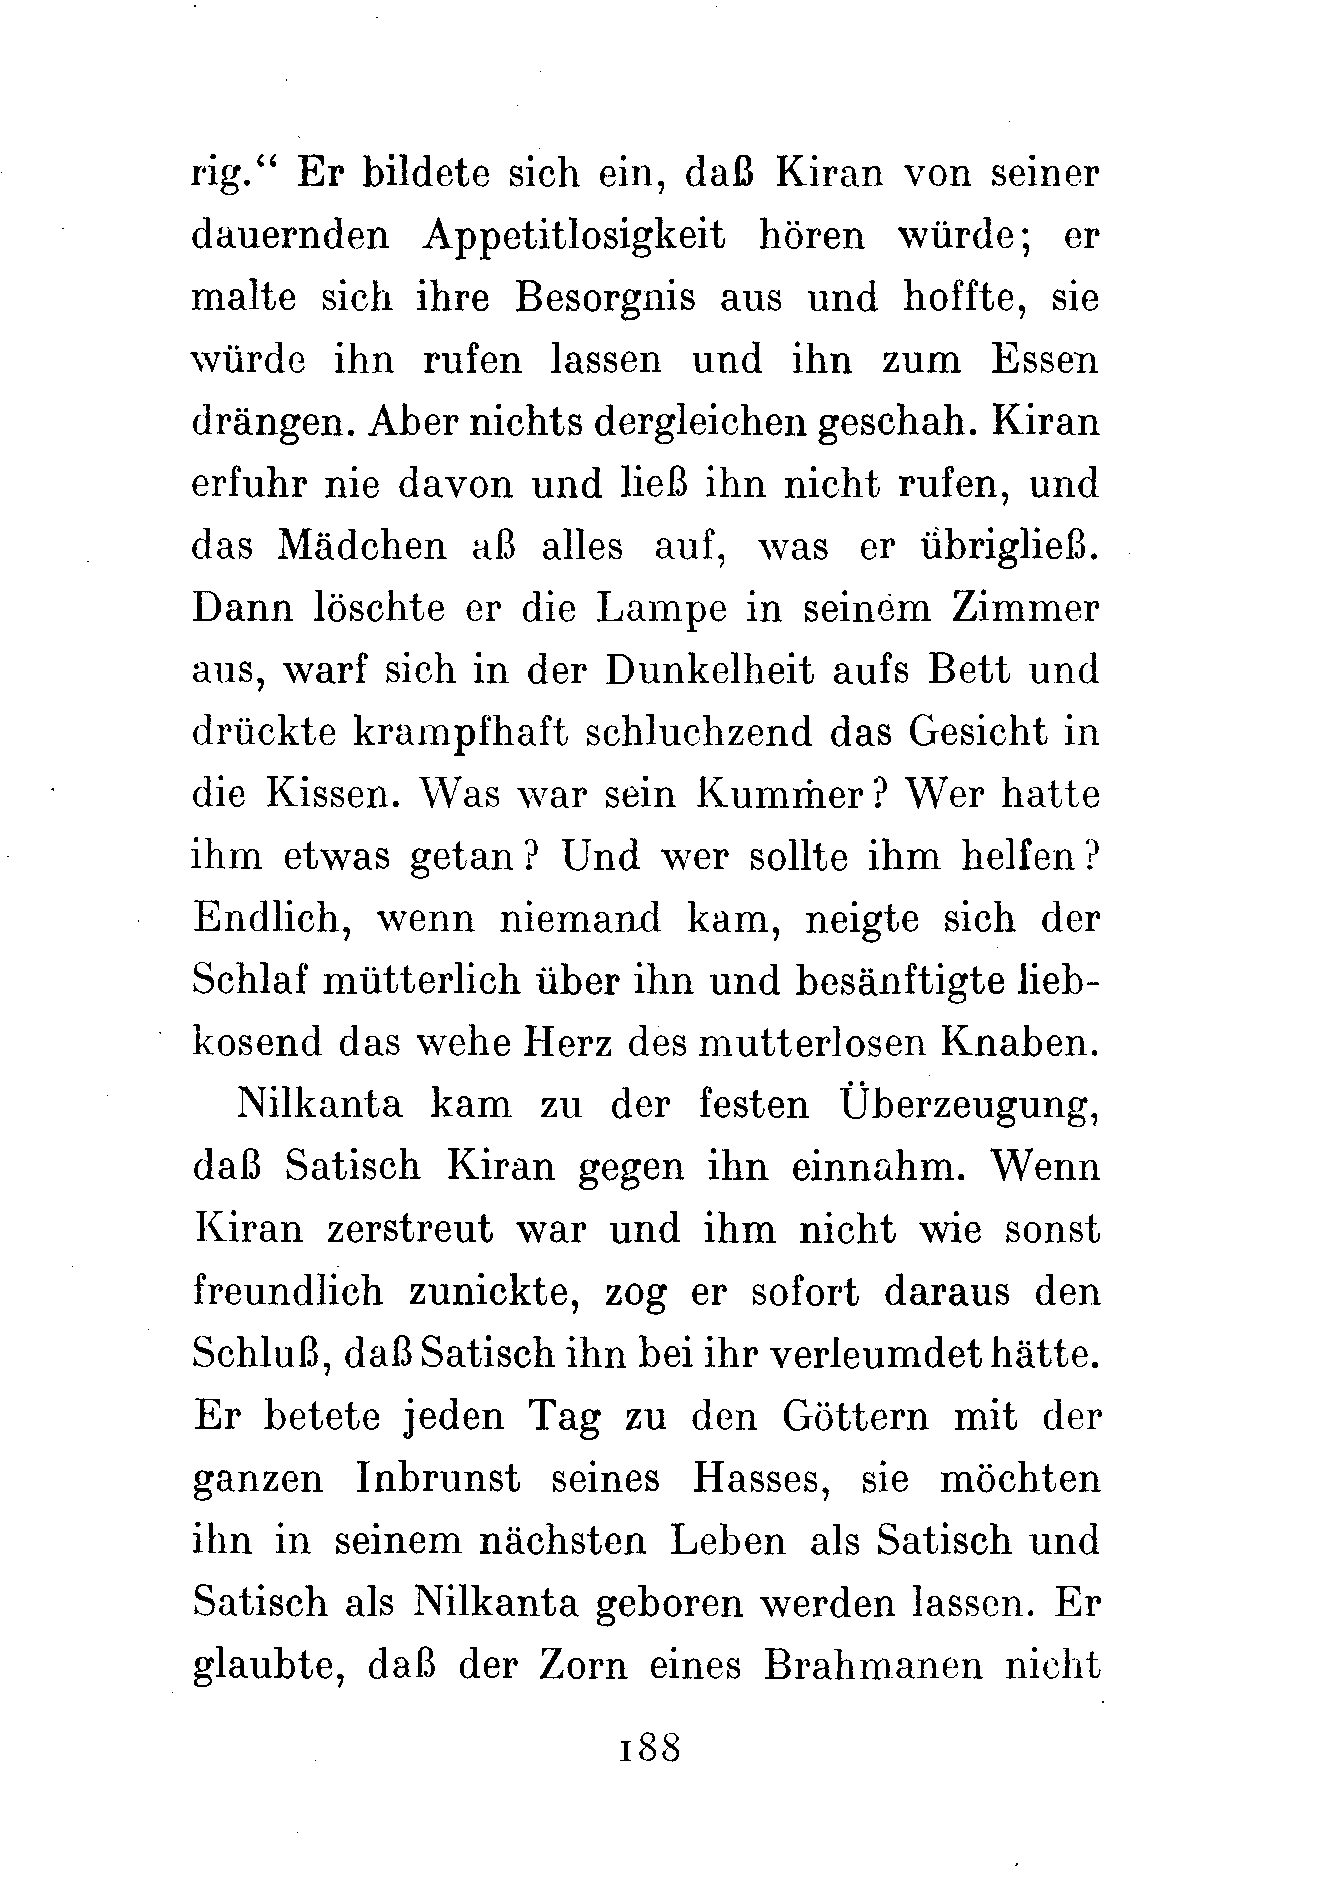 rig.“ Er bildete sich ein, daß Kiran von seiner
dauernden Appetitlosigkeit hören würde; er
malte sich ihre Besorgnis aus und hoffte, sie
würde ihn rufen lassen und ihn zum Essen
drängen. Aber nichts dergleichen geschah. Kiran
erfuhr nie davon und ließ ihn nicht rufen, und
das Mädchen aß alles auf, was er übrigließ.
Dann löschte er die Lampe in seinem Zimmer
aus, warf sich in der Dunkelheit aufs Bett und
drückte krampfhaft schluchzend das Gesicht in
die Kissen. Was war sein Kummer? Wer hatte
ihm etwas getan? Und wer sollte ihm helfen?
Endlich, wenn niemand kam, neigte sich der
Schlaf mütterlich über ihn und besänftigte lieb-
kosend das wehe Herz des mutterlosen Knaben.
Nilkanta kam zu der festen Überzeugung,
daß Satisch Kiran gegen ihn einnahm. Wenn
Kiran zerstreut war und ihm nicht wie sonst
freundlich zunickte, zog er sofort daraus den
Schluß, daß Satisch ihn bei ihr verleumdet hätte.
Er betete jeden Tag zu den Göttern mit der
ganzen Inbrunst seines Hasses, sie möchten
ihn in seinem nächsten Leben als Satisch und
Satisch als Nilkanta geboren werden lassen. Er
glaubte, daß der Zorn eines Brahmanen nicht
188